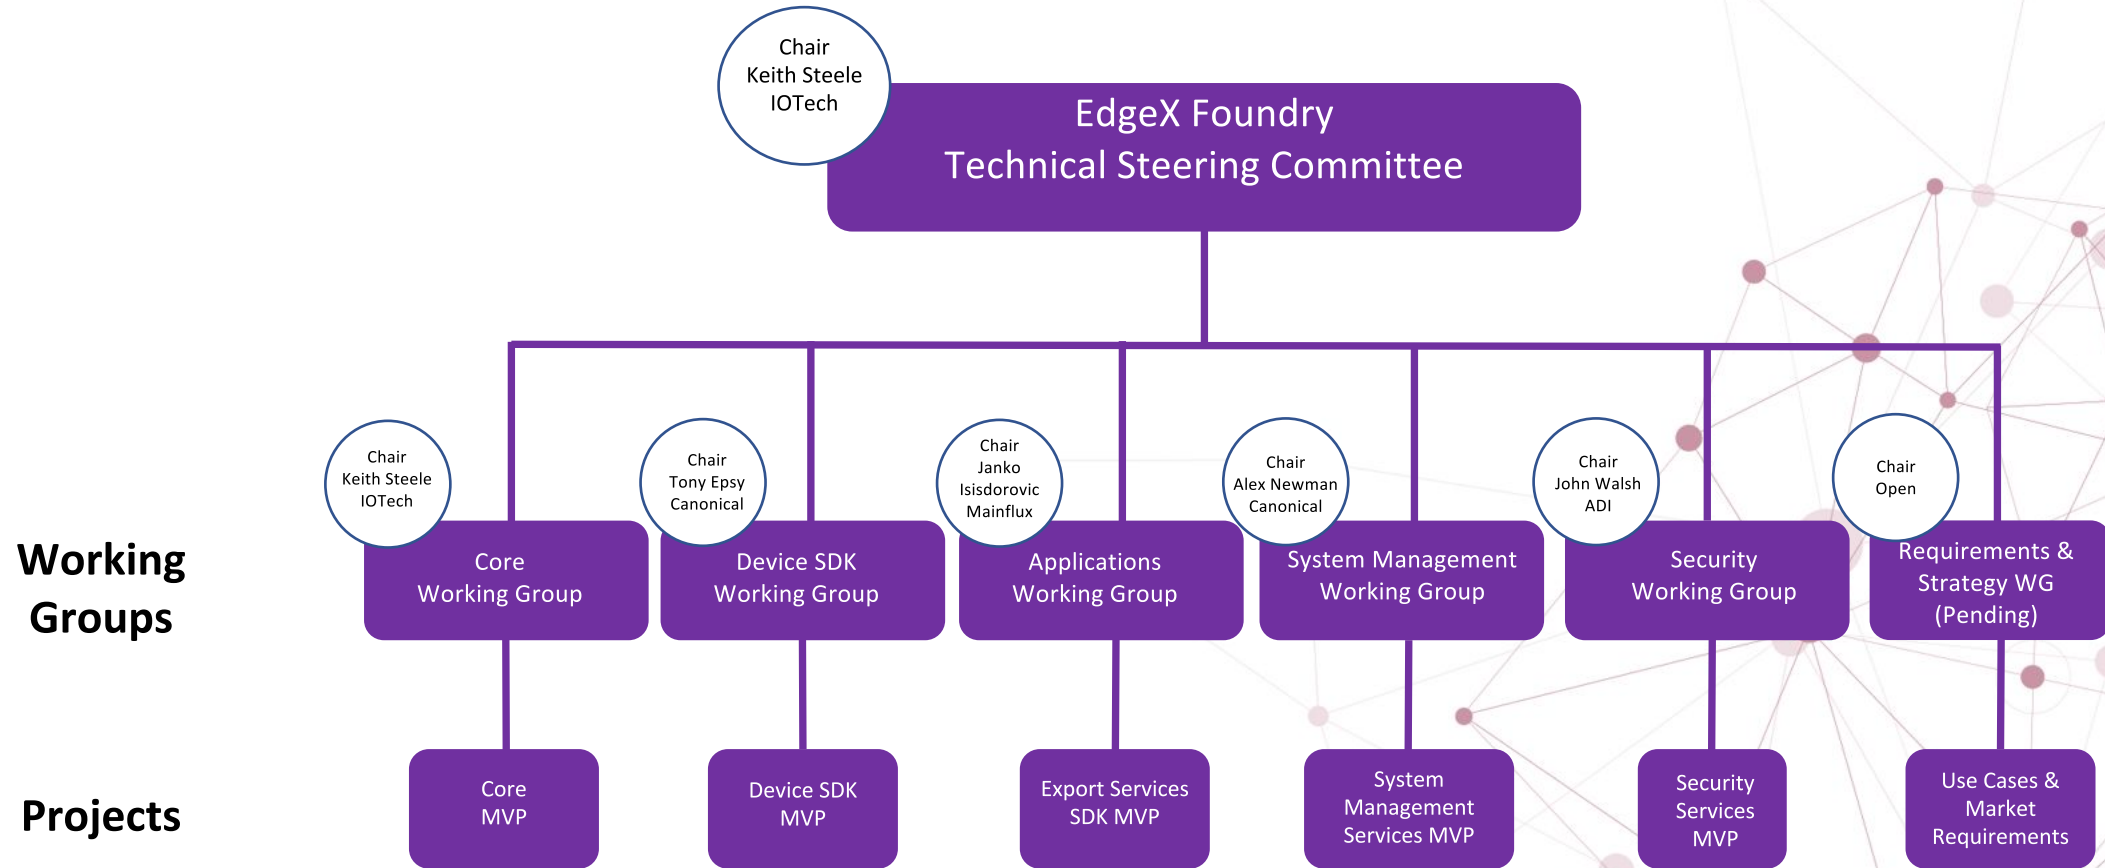 Chair
Keith Steele
IOTech
EdgeX Foundry
Technical Steering Committee
Working
Groups
Chair
Keith Steele
IOTech
Core
Working Group
Chair
Tony Epsy
Canonical
Device SDK
Working Group
Chair
Janko
Isisdorovic
Mainflux
Applications
Working Group
Chair
Alex Newman
Canonical
System Management
Working Group
Chair
John Walsh
ADI
Security
Working Group
Chair
Open
Requirements &
Strategy WG
(Pending)
Projects
Core
MVP
Device SDK
MVP
Export Services
SDK MVP
System
Management
Services MVP
Security
Services
MVP
Use Cases &
Market
Requirements